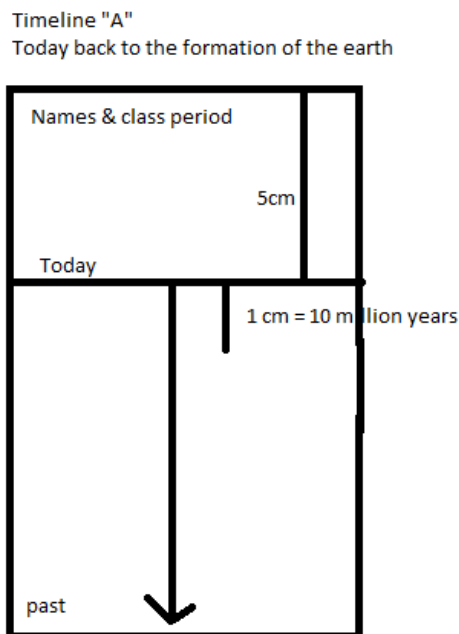 Timeline "A"
Today back to the formation of the earth
Names & class period
5cm
Today
1 cm = 10 million years
past